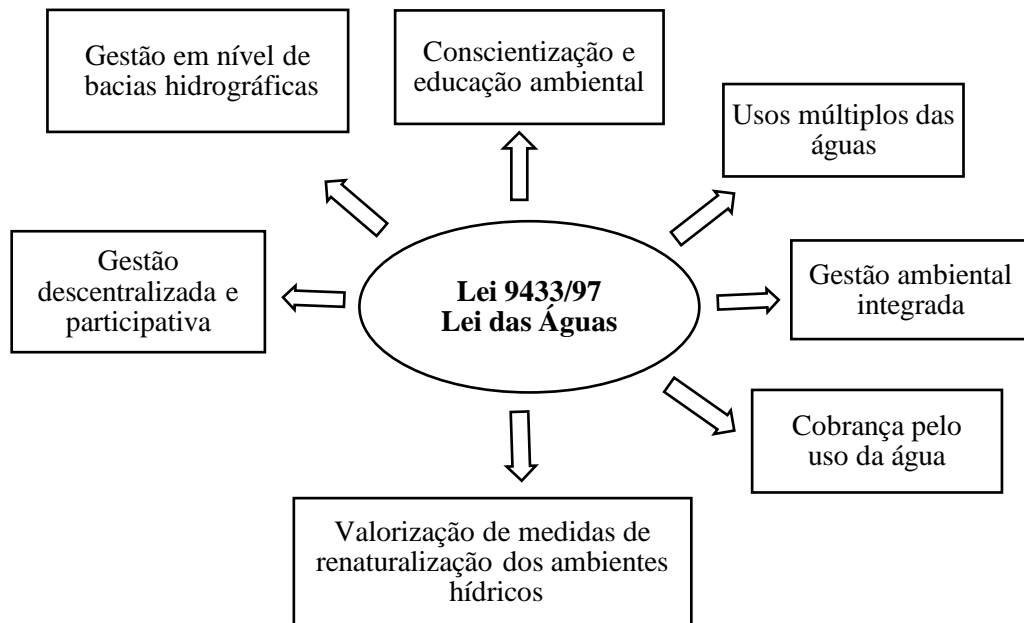 Gestão em nível de
bacias hidrográficas
Conscientização e
educação ambiental
Usos múltiplos das
águas
Gestão
descentralizada e
participativa
Lei 9433/97
Lei das Águas
Gestão ambiental
integrada
Cobrança pelo
uso da água
Valorização de medidas de
renaturalização dos ambientes
hídricos